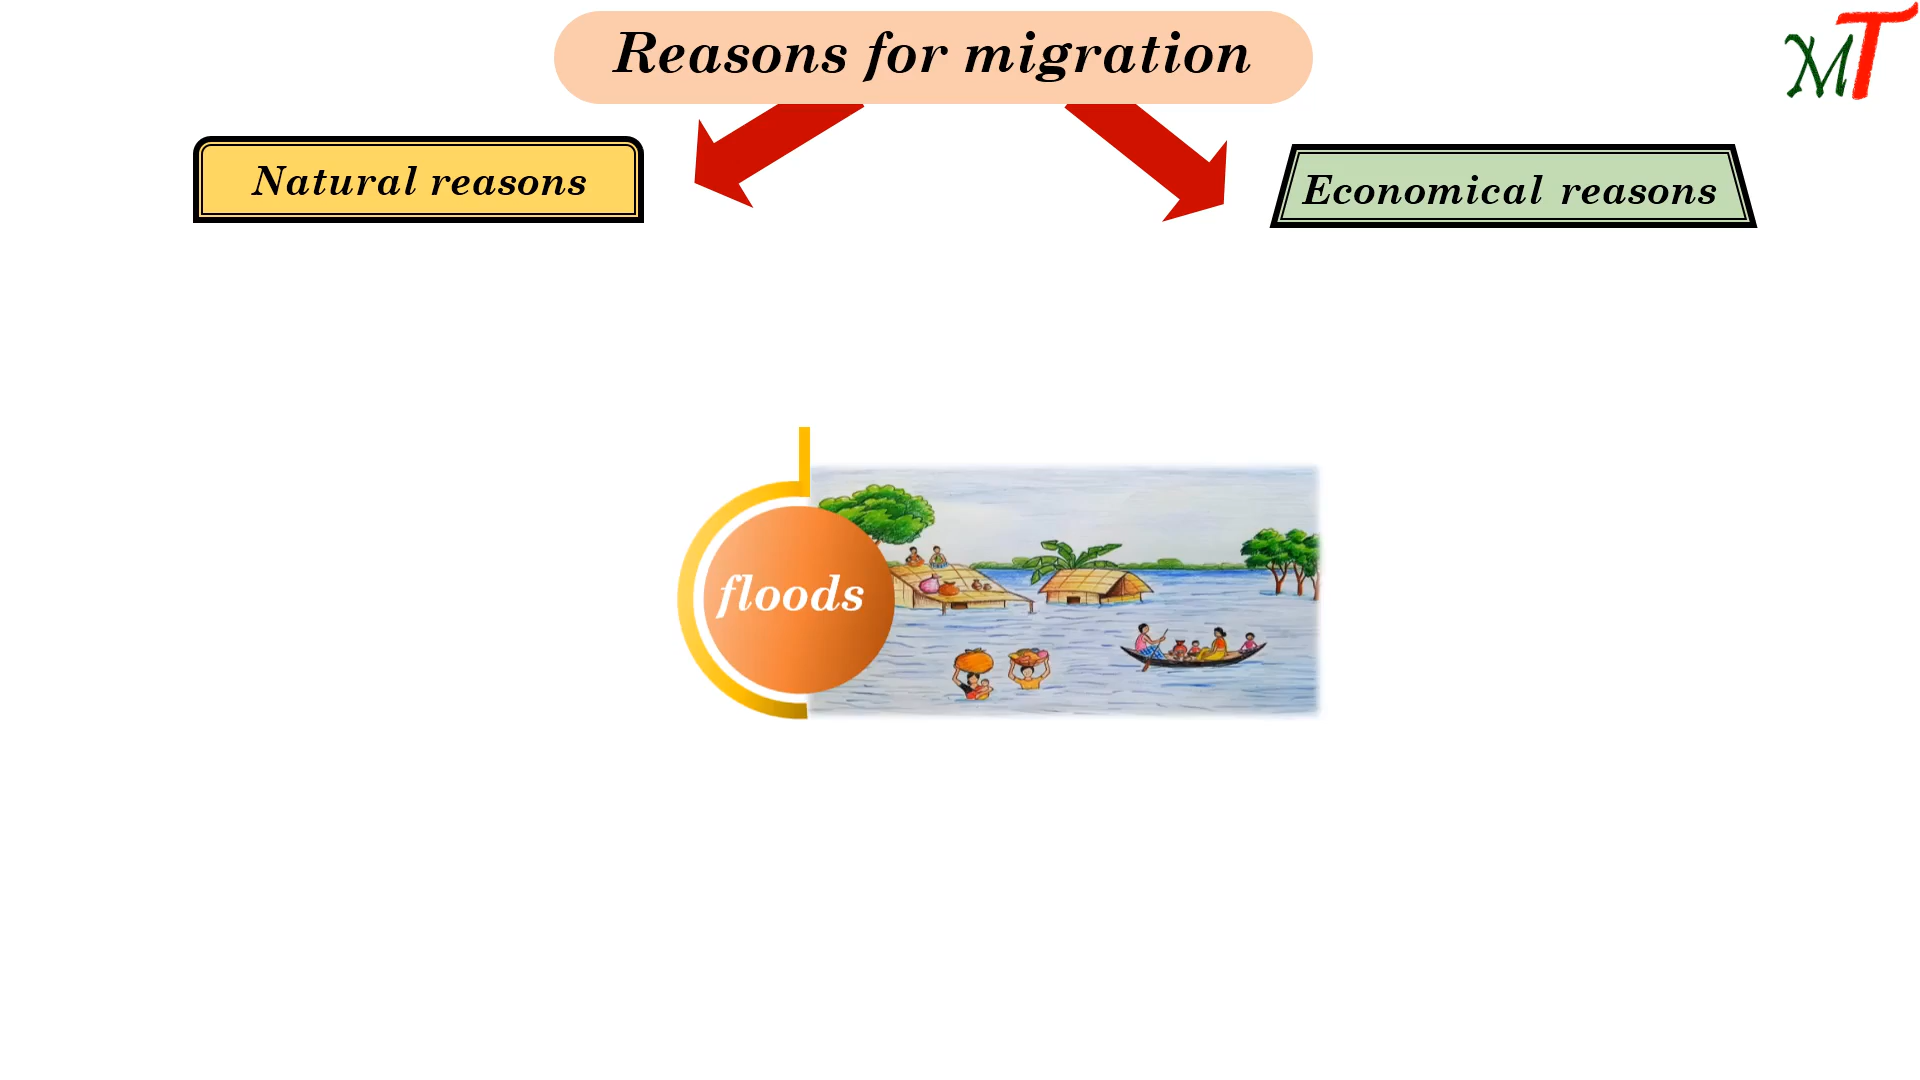 Reasons for migration
MT
Natural reasons
Economical reasons
floods